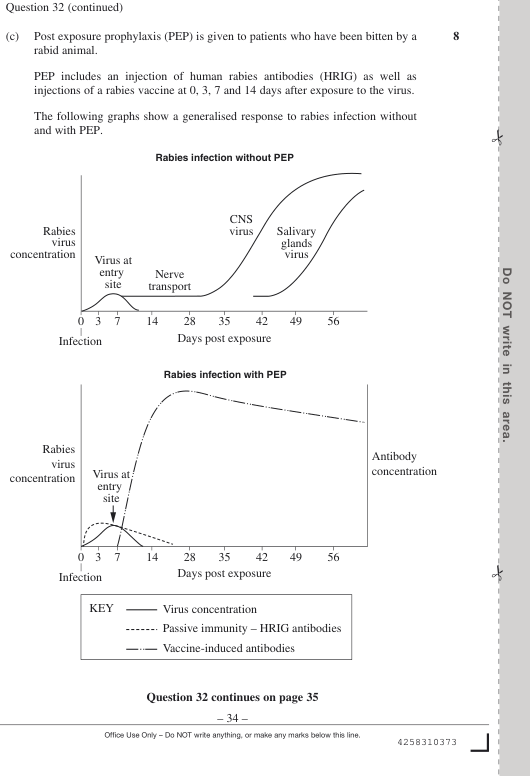 Question 32 (continued)
(c) Post exposure prophylaxis (PEP) is given to patients who have been bitten by a 8
rabid animal.
PEP includes an injection of human rabies antibodies (HRIG) as well as
injections of a rabies vaccine at 0, 3, 7 and 14 days after exposure to the virus.
The following graphs show a generalised response to rabies infection without
and with PEP.
Rabies infection without PEP
Rabies
virus
concentration
Virus at
entry
site
Nerve
transport
CNS
virus
Salivary
glands
virus
0 3 7 14 28 35 42 49 56
Infection
Days post exposure
Rabies infection with PEP
Rabies
virus
concentration
Virus at
entry
site
Antibody
concentration
0 3 7 14 28 35 42 49 56
Infection
Days post exposure
KEY
Virus concentration
Passive immunity – HRIG antibodies
Vaccine-induced antibodies
Question 32 continues on page 35
– 34 –
Office Use Only – Do NOT write anything, or make any marks below this line.
4258310373
Do NOT write in this area.